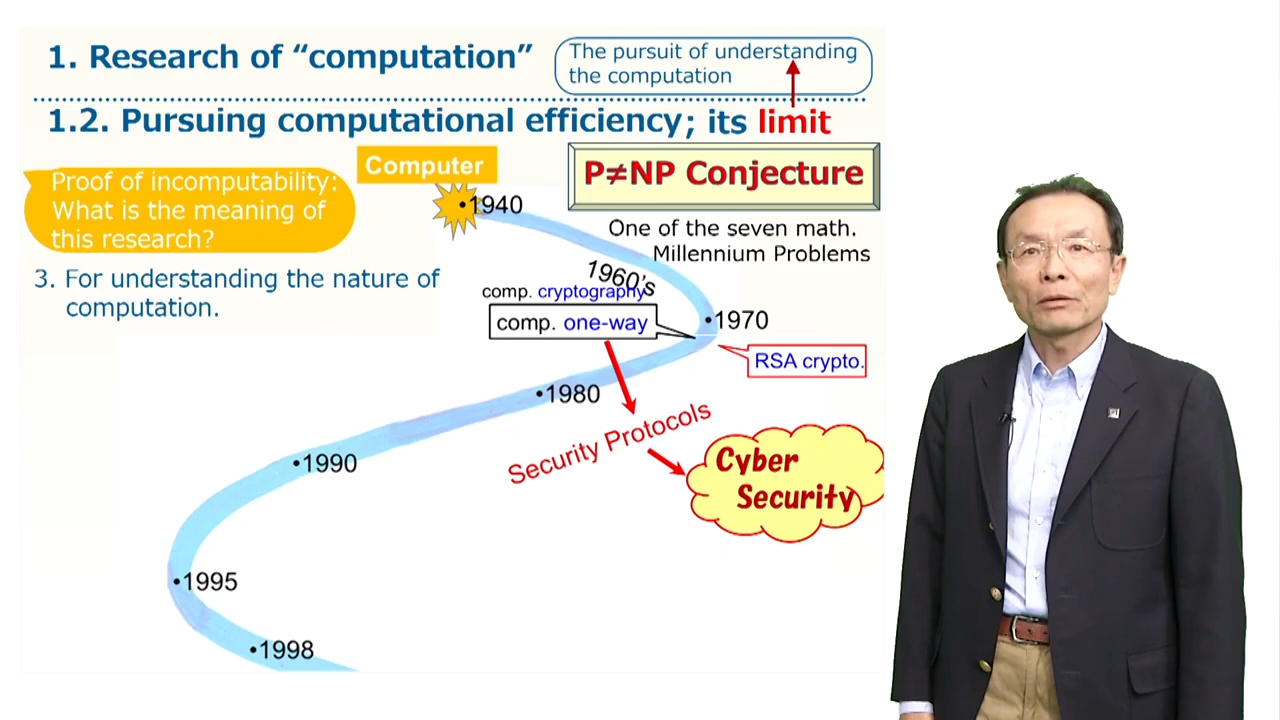 1. Research of “computation”
The pursuit of understanding
the computation
1.2. Pursuing computational efficiency; its limit
Computer
P≠NP Conjecture
Proof of incomputability:
What is the meaning of
this research?
•1940
One of the seven math.
Millennium Problems
3. For understanding the nature of
computation.
1960's
comp. cryptography
comp. one-way
•1970
RSA crypto.
•1980
Security Protocols
•1990
Cyber
Security
•1995
•1998